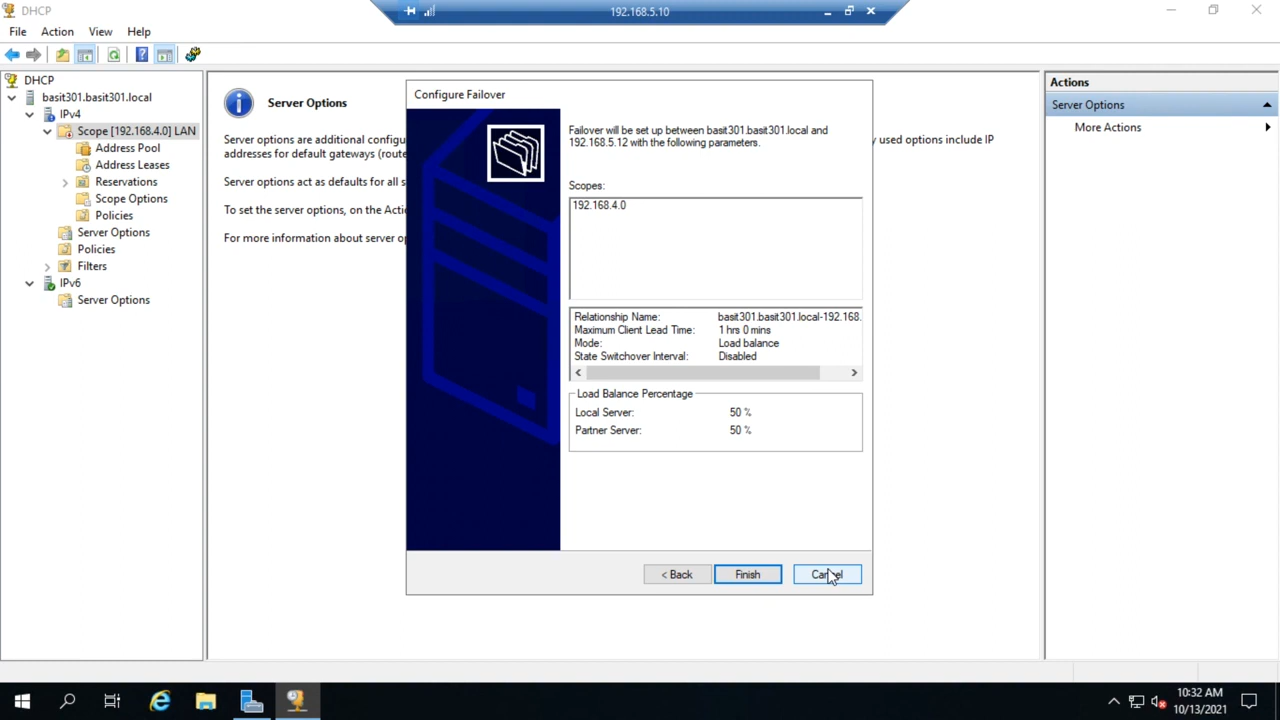 DHCP
192.168.5.10
File Action View Help
DHCP
basit301.basit301.local
IPv4
Scope [192.168.4.0] LAN
Address Pool
Address Leases
Reservations
Scope Options
Policies
Server Options
Policies
Filters
IPv6
Server Options
Server Options
Server options are additional configu
y used options include IP
addresses for default gateways (route
Server options act as defaults for all s
To set the server options, on the Actio
For more information about server op
Configure Failover
Failover will be set up between basit301.basit301.local and
192.168.5.12 with the following parameters.
Scopes:
192.168.4.0
Relationship Name: basit301.basit301.local-192.168.
Maximum Client Lead Time: 1 hrs 0 mins
Mode: Load balance
State Switchover Interval: Disabled
Load Balance Percentage
Local Server: 50 %
Partner Server: 50 %
< Back Finish
Actions
Server Options
More Actions
10:32 AM
10/13/2021